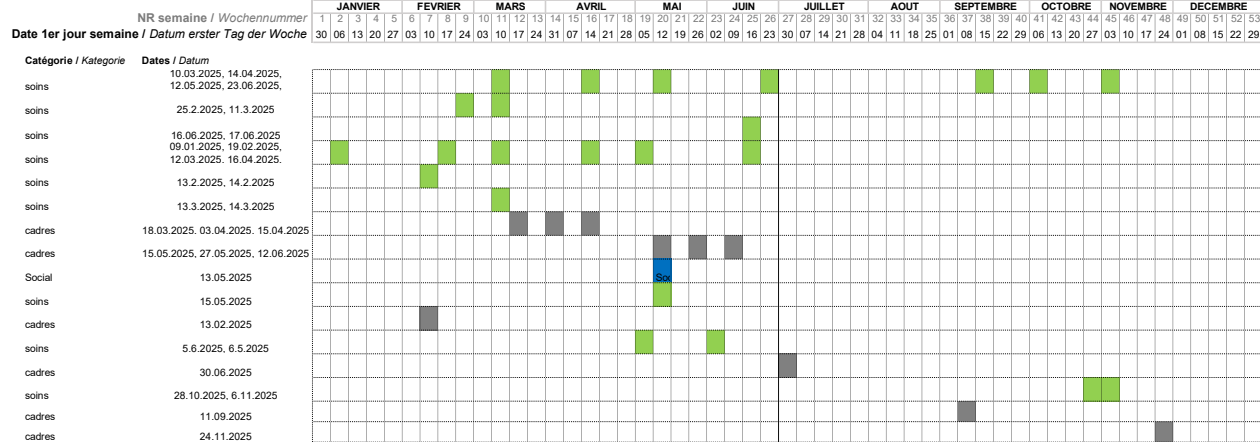 JANVIER FEVRIER MARS AVRIL MAI JUIN JUILLET AOUT SEPTEMBRE OCTOBRE NOVEMBRE DECEMBRE
NR semaine / Wochennummer 1 2 3 4 5 6 7 8 9 10 11 12 13 14 15 16 17 18 19 20 21 22 23 24 25 26 27 28 29 30 31 32 33 34 35 36 37 38 39 40 41 42 43 44 45 46 47 48 49 50 51 52 53
Date 1er jour semaine / Datum erster Tag der Woche 30 06 13 20 27 03 10 17 24 03 10 17 24 31 07 14 21 28 05 12 19 26 02 09 16 23 30 07 14 21 28 04 11 18 25 01 08 15 22 29 06 13 20 27 03 10 17 24 01 08 15 22 29
Catégorie / Kategorie Dates / Datum
10.03.2025, 14.04.2025,
soins 12.05.2025, 23.06.2025,
soins 25.2.2025, 11.3.2025
soins 16.06.2025, 17.06.2025
09.01.2025, 19.02.2025,
soins 12.03.2025. 16.04.2025.
soins 13.2.2025, 14.2.2025
soins 13.3.2025, 14.3.2025
cadres 18.03.2025. 03.04.2025. 15.04.2025
cadres 15.05.2025, 27.05.2025, 12.06.2025
Social 13.05.2025 Soc
soins 15.05.2025
cadres 13.02.2025
soins 5.6.2025, 6.5.2025
cadres 30.06.2025
soins 28.10.2025, 6.11.2025
cadres 11.09.2025
cadres 24.11.2025